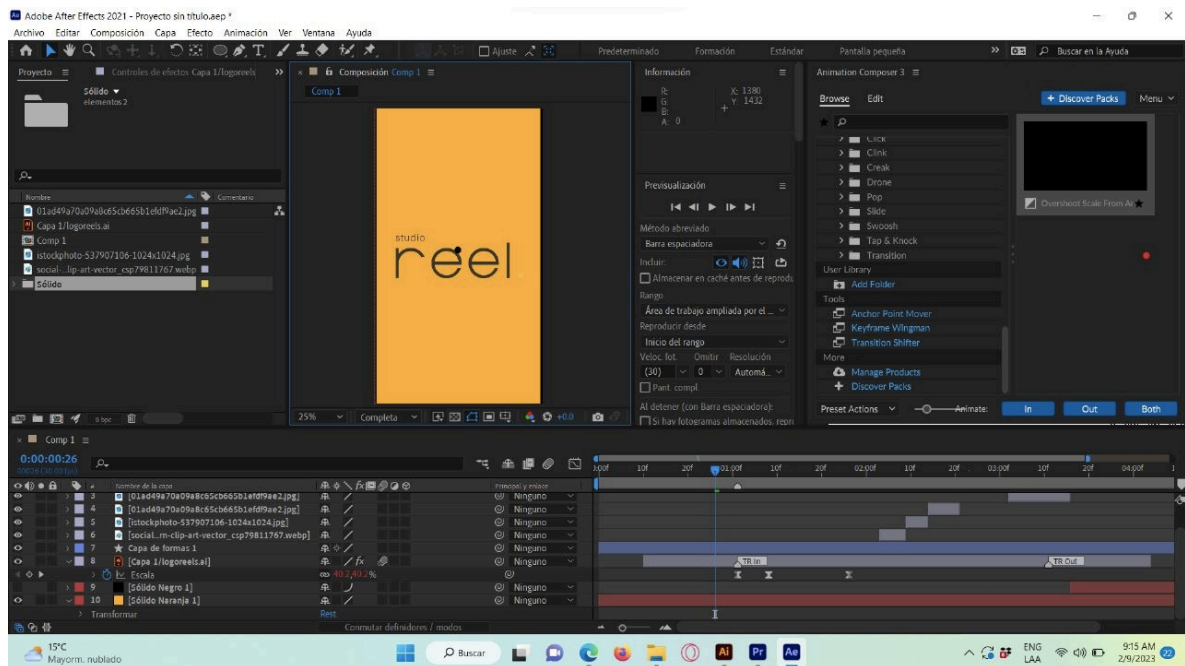 Adobe After Effects 2021 - Proyecto sin título.aep *
Archivo Editar Composición Capa Efecto Animación Ver Ventana Ayuda
Ajuste Predeterminado Formación Estándar Pantalla pequeña Buscar en la Ayuda
Proyecto Controles de efectos Capa 1/logoreels
Sólido
elementos 2
Nombre Comentario
01ad49a70a09a8c65cb665b1efdf9ae2.jpg
Capa 1/logoreels.ai
Comp 1
istockphoto-537907106-1024x1024.jpg
social-...lip-art-vector_csp79811767.webp
Sólido
8 bpc
Composición Comp 1
Comp 1
studio
reel
25% Completa +0.0
Información
R:
G:
B:
A: 0
X: 1380
Y: 1432
Previsualización
Método abreviado
Barra espaciadora
Incluir:
Almacenar en caché antes de reprodu
Rango
Área de trabajo ampliada por el ...
Reproducir desde
Inicio del rango
Veloc. fot. Omitir Resolución
(30) 0 Automá...
Pant. compl.
Al detener (con Barra espaciadora):
Si hay fotogramas almacenados, repro
Animation Composer 3
Browse Edit + Discover Packs Menu
Click
Clink
Creak
Drone
Pop
Slide
Swoosh
Tap & Knock
Transition
User Library
Add Folder
Tools
Anchor Point Mover
Keyframe Wingman
Transition Shifter
More
Manage Products
Discover Packs
Overshoot Scale From An
Preset Actions Animate: In Out Both
Comp 1
0:00:00:26
00026 (30.00 fps)
Nombre de la capa Principal y enlace
):00f 10f 20f 01:00f 10f 20f 02:00f 10f 20f 03:00f 10f 20f 04:00f
3 [01ad49a70a09a8c65cb665b1efdf9ae2.jpg] Ninguno
4 [01ad49a70a09a8c65cb665b1efdf9ae2.jpg] Ninguno
5 [istockphoto-537907106-1024x1024.jpg] Ninguno
6 [social...rn-clip-art-vector_csp79811767.webp] Ninguno
7 Capa de formas 1 Ninguno
8 [Capa 1/logoreels.ai] Ninguno TR In TR Out
Escala 40.2,40.2%
9 [Sólido Negro 1] Ninguno
10 [Sólido Naranja 1] Ninguno
Transformar Rest.
Conmutar definidores / modos
15°C
Mayorm. nublado
Buscar
Ai Pr Ae
ENG
LAA
9:15 AM
2/9/2023
22